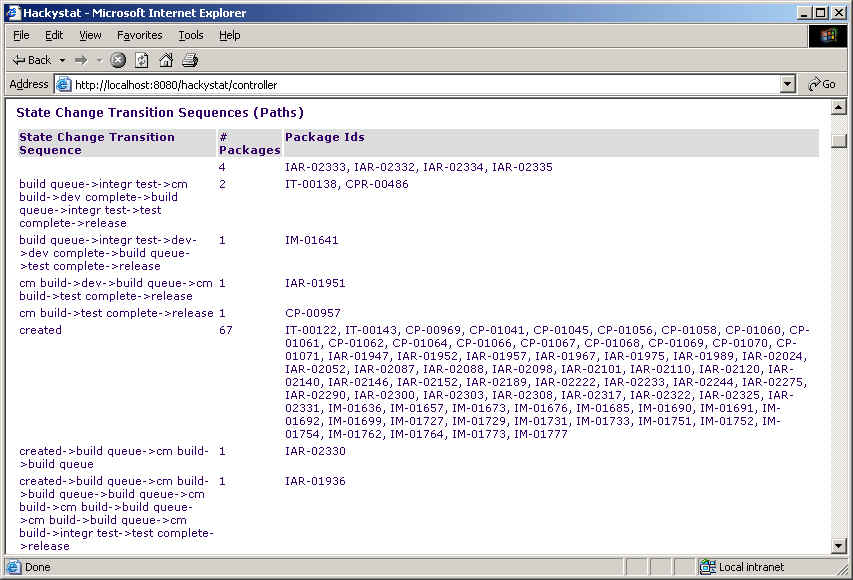 Hackystat - Microsoft Internet Explorer
File Edit View Favorites Tools Help
Back
Address http://localhost:8080/hackystat/controller Go
State Change Transition Sequences (Paths)
State Change Transition # Package Ids
Sequence Packages
4 IAR-02333, IAR-02332, IAR-02334, IAR-02335
build queue->integr test->cm 2 IT-00138, CPR-00486
build->dev complete->build
queue->integr test->test
complete->release
build queue->integr test->dev- 1 IM-01641
>dev complete->build queue-
>test complete->release
cm build->dev->build queue->cm 1 IAR-01951
build->test complete->release
cm build->test complete->release 1 CP-00957
created 67 IT-00122, IT-00143, CP-00969, CP-01041, CP-01045, CP-01056, CP-01058, CP-01060, CP-
01061, CP-01062, CP-01064, CP-01066, CP-01067, CP-01068, CP-01069, CP-01070, CP-
01071, IAR-01947, IAR-01952, IAR-01957, IAR-01967, IAR-01975, IAR-01989, IAR-02024,
IAR-02052, IAR-02087, IAR-02088, IAR-02098, IAR-02101, IAR-02110, IAR-02120, IAR-
02140, IAR-02146, IAR-02152, IAR-02189, IAR-02222, IAR-02233, IAR-02244, IAR-02275,
IAR-02290, IAR-02300, IAR-02303, IAR-02308, IAR-02317, IAR-02322, IAR-02325, IAR-
02331, IM-01636, IM-01657, IM-01673, IM-01676, IM-01685, IM-01690, IM-01691, IM-
01692, IM-01699, IM-01727, IM-01729, IM-01731, IM-01733, IM-01751, IM-01752, IM-
01754, IM-01762, IM-01764, IM-01773, IM-01777
created->build queue->cm build- 1 IAR-02330
>build queue
created->build queue->cm build- 1 IAR-01936
>build queue->build queue->cm
build->cm build->build queue-
>cm build->build queue->cm
build->integr test->test complete-
>release
Done Local intranet